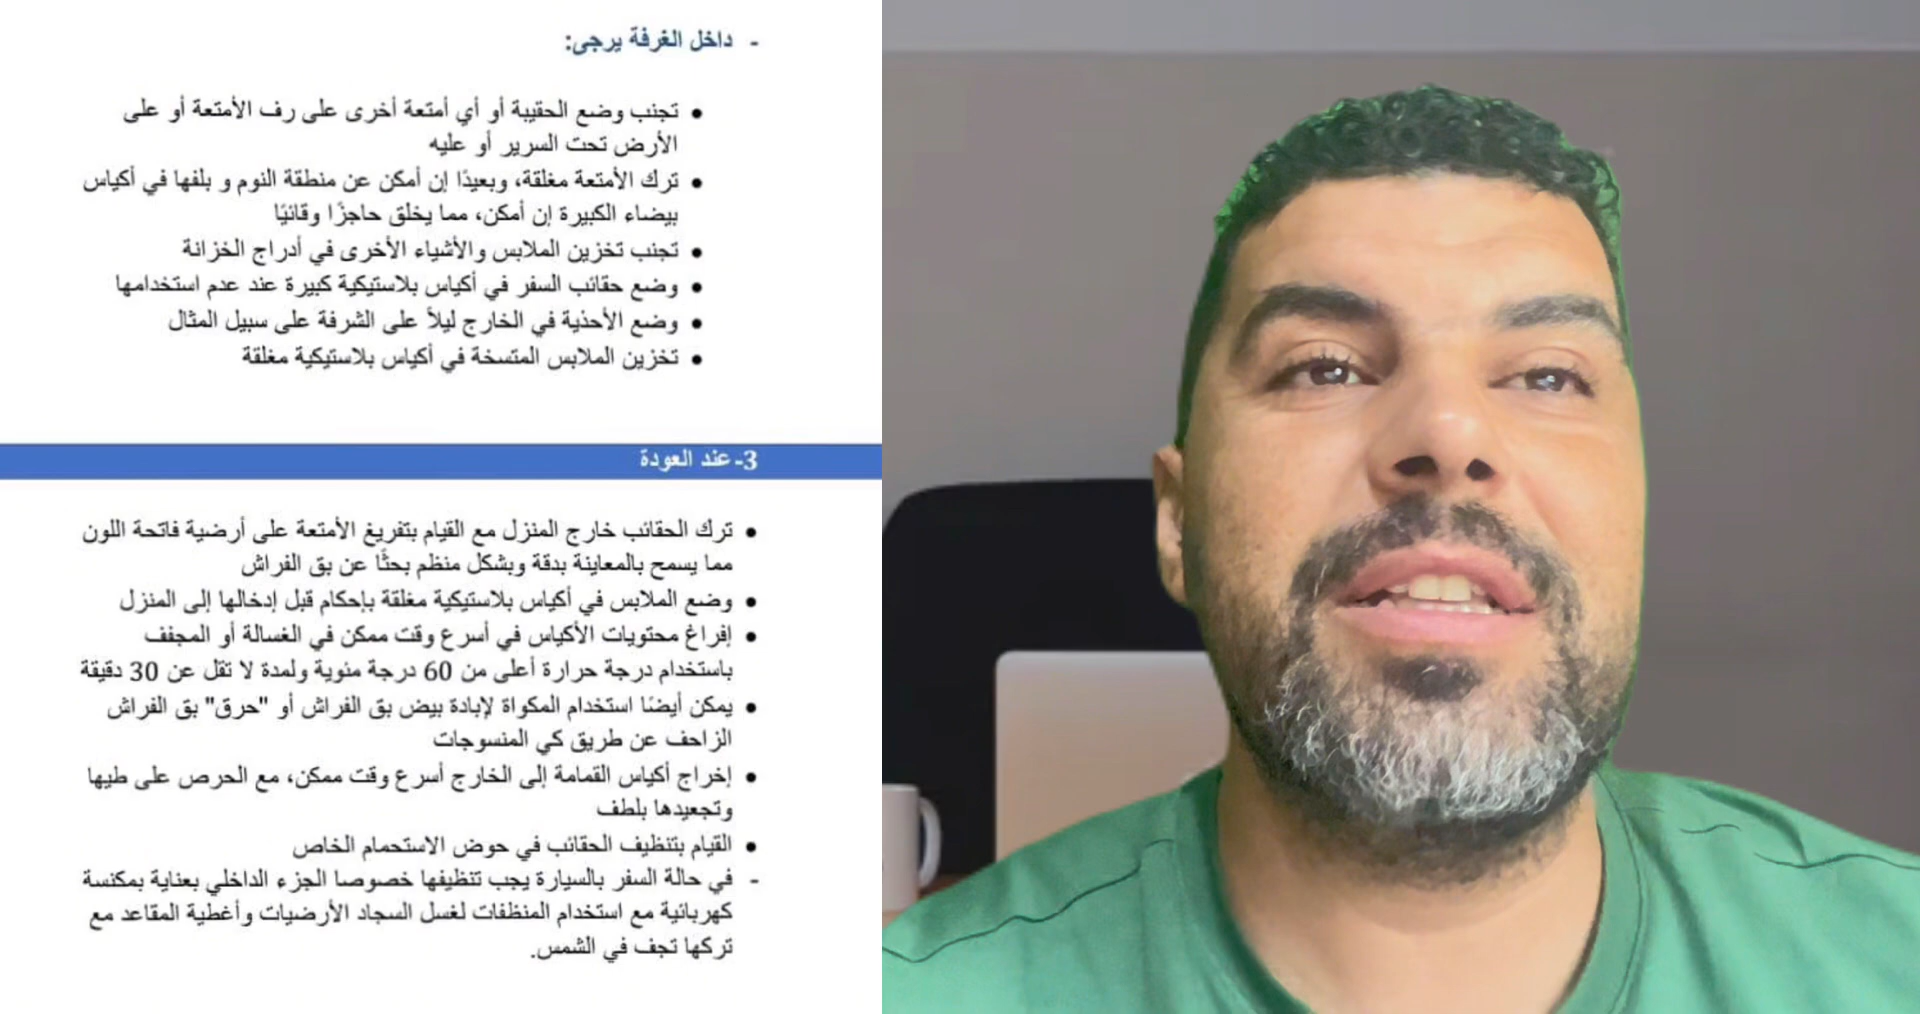 - داخل الغرفة يرجى:
• تجنب وضع الحقيبة أو أي أمتعة أخرى على رف الأمتعة أو على
الأرض تحت السرير أو عليه
• ترك الأمتعة مغلقة، وبعيدًا إن أمكن عن منطقة النوم و بلفها في أكياس
بيضاء الكبيرة إن أمكن، مما يخلق حاجزًا وقائيًا
• تجنب تخزين الملابس والأشياء الأخرى في أدراج الخزانة
• وضع حقائب السفر في أكياس بلاستيكية كبيرة عند عدم استخدامها
• وضع الأحذية في الخارج ليلاً على الشرفة على سبيل المثال
• تخزين الملابس المتسخة في أكياس بلاستيكية مغلقة
3- عند العودة
• ترك الحقائب خارج المنزل مع القيام بتفريغ الأمتعة على أرضية فاتحة اللون
مما يسمح بالمعاينة بدقة وبشكل منظم بحثًا عن بق الفراش
• وضع الملابس في أكياس بلاستيكية مغلقة بإحكام قبل إدخالها إلى المنزل
• إفراغ محتويات الأكياس في أسرع وقت ممكن في الغسالة أو المجفف
باستخدام درجة حرارة أعلى من 60 درجة مئوية ولمدة لا تقل عن 30 دقيقة
• يمكن أيضًا استخدام المكواة لإبادة بيض بق الفراش أو "حرق" بق الفراش
الزاحف عن طريق كي المنسوجات
• إخراج أكياس القمامة إلى الخارج أسرع وقت ممكن، مع الحرص على طيها
وتجعيدها بلطف
• القيام بتنظيف الحقائب في حوض الاستحمام الخاص
- في حالة السفر بالسيارة يجب تنظيفها خصوصا الجزء الداخلي بعناية بمكنسة
كهربائية مع استخدام المنظفات لغسل السجاد الأرضيات وأغطية المقاعد مع
تركها تجف في الشمس.